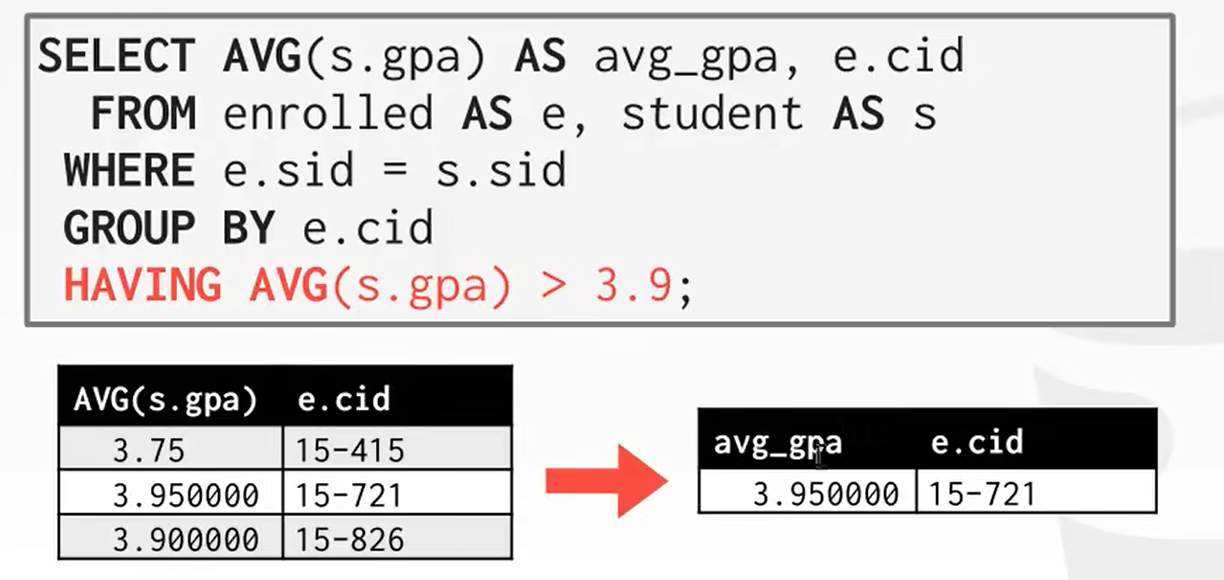 SELECT AVG(s.gpa) AS avg_gpa, e.cid
FROM enrolled AS e, student AS s
WHERE e.sid = s.sid
GROUP BY e.cid
HAVING AVG(s.gpa) > 3.9;
AVG(s.gpa) e.cid
3.75 15-415
3.950000 15-721
3.900000 15-826
avg_gpa e.cid
3.950000 15-721